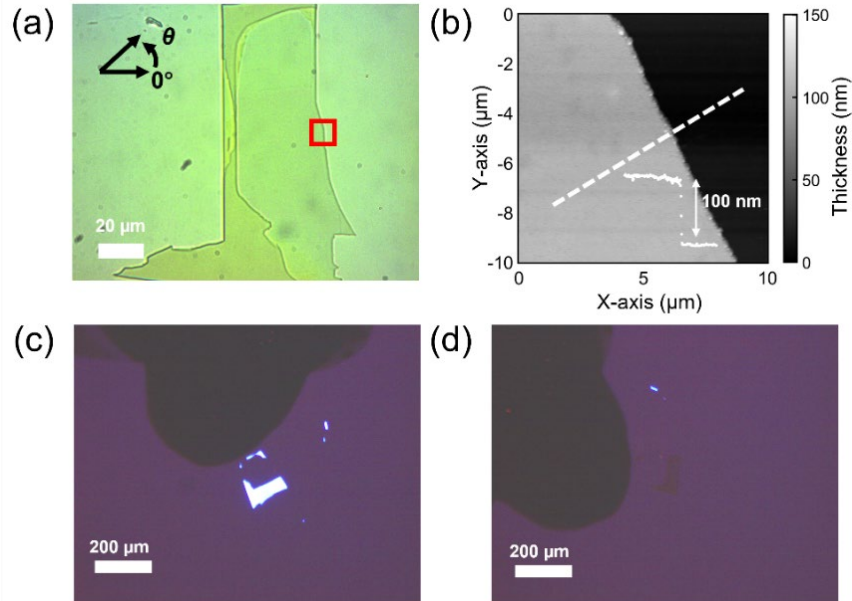 (a)
θ
0°
20 µm
(b)
0
-2
-4
-6
-8
-10
Y-axis (µm)
0
5
10
X-axis (µm)
100 nm
150
100
50
0
Thickness (nm)
(c)
200 µm
(d)
200 µm